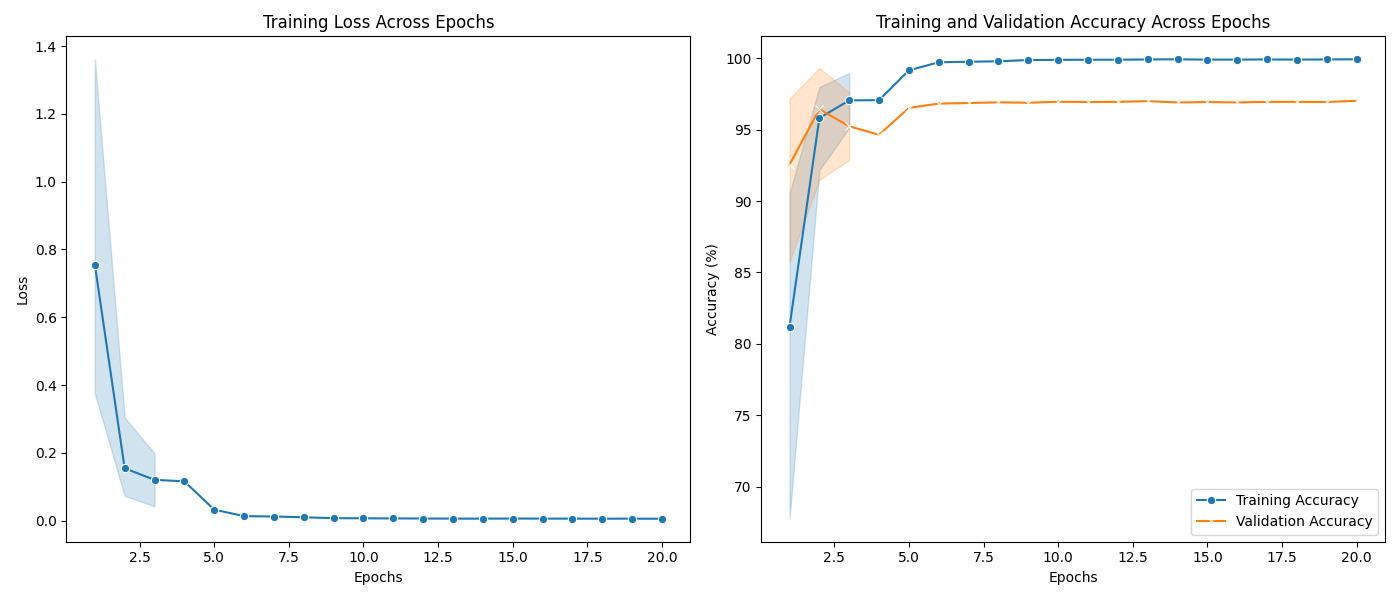 Training Loss Across Epochs
1.4
1.2
1.0
0.8
0.6
0.4
0.2
0.0
Loss
2.5 5.0 7.5 10.0 12.5 15.0 17.5 20.0
Epochs
Training and Validation Accuracy Across Epochs
100
95
90
85
80
75
70
Accuracy (%)
Training Accuracy
Validation Accuracy
2.5 5.0 7.5 10.0 12.5 15.0 17.5 20.0
Epochs